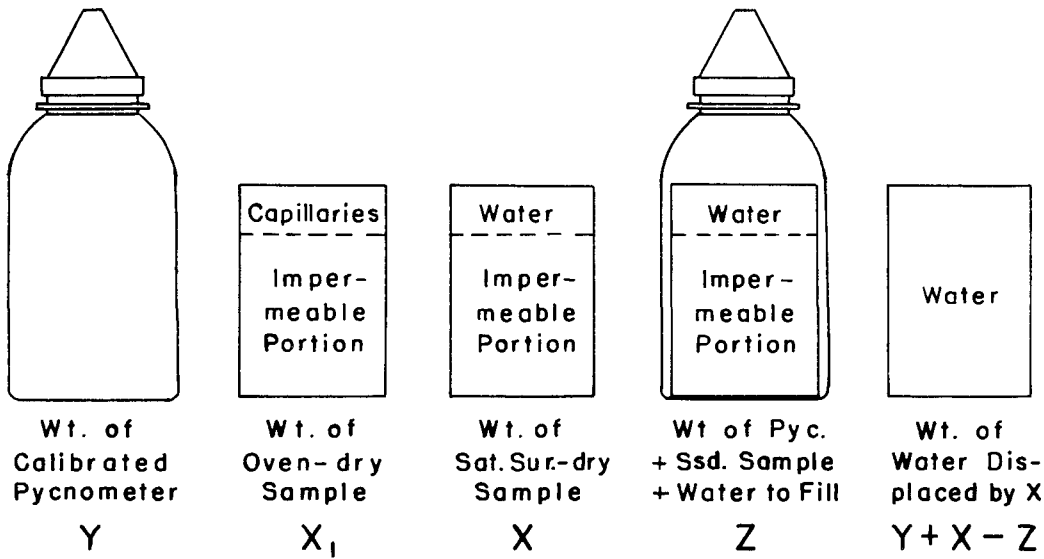 Capillaries
Imper-
meable
Portion
Water
Imper-
meable
Portion
Water
Imper-
meable
Portion
Water
Wt. of
Calibrated
Pycnometer
Y
Wt. of
Oven-dry
Sample
X₁
Wt. of
Sat. Sur.-dry
Sample
X
Wt of Pyc.
+ Ssd. Sample
+ Water to Fill
Z
Wt. of
Water Dis-
placed by X
Y + X - Z